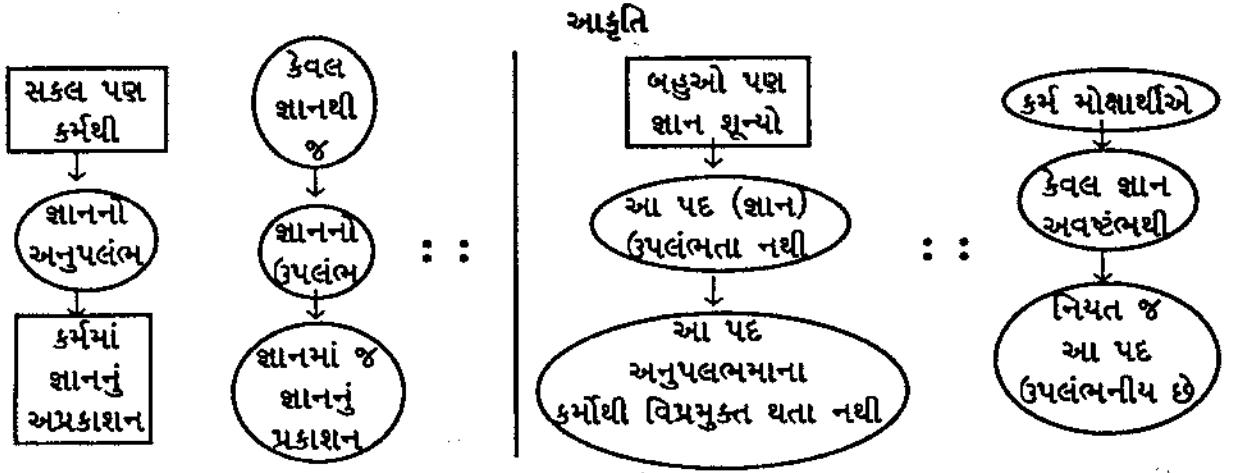 આકૃતિ
સકલ પણ
કર્મથી
જ્ઞાનનો
અનુપલંભ
કર્મમાં
જ્ઞાનનું
અપ્રકાશન
કેવલ
જ્ઞાનથી
જ
જ્ઞાનનો
ઉપલંભ
જ્ઞાનમાં જ
જ્ઞાનનું
પ્રકાશન
: :
બહુઓ પણ
જ્ઞાન શૂન્યો
આ પદ (જ્ઞાન)
ઉપલંભતા નથી
આ પદ
અનુપલભમાના
કર્મોથી વિપ્રમુક્ત થતા નથી
: :
કર્મ મોક્ષાર્થીએ
કેવલ જ્ઞાન
અવષ્ટંભથી
નિયત જ
આ પદ
ઉપલંભનીય છે